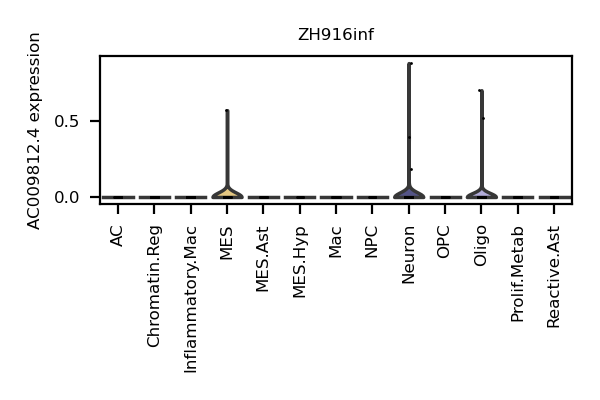 ZH916inf
AC009812.4 expression
0.5
0.0
AC
Chromatin.Reg
Inflammatory.Mac
MES
MES.Ast
MES.Hyp
Mac
NPC
Neuron
OPC
Oligo
Prolif.Metab
Reactive.Ast